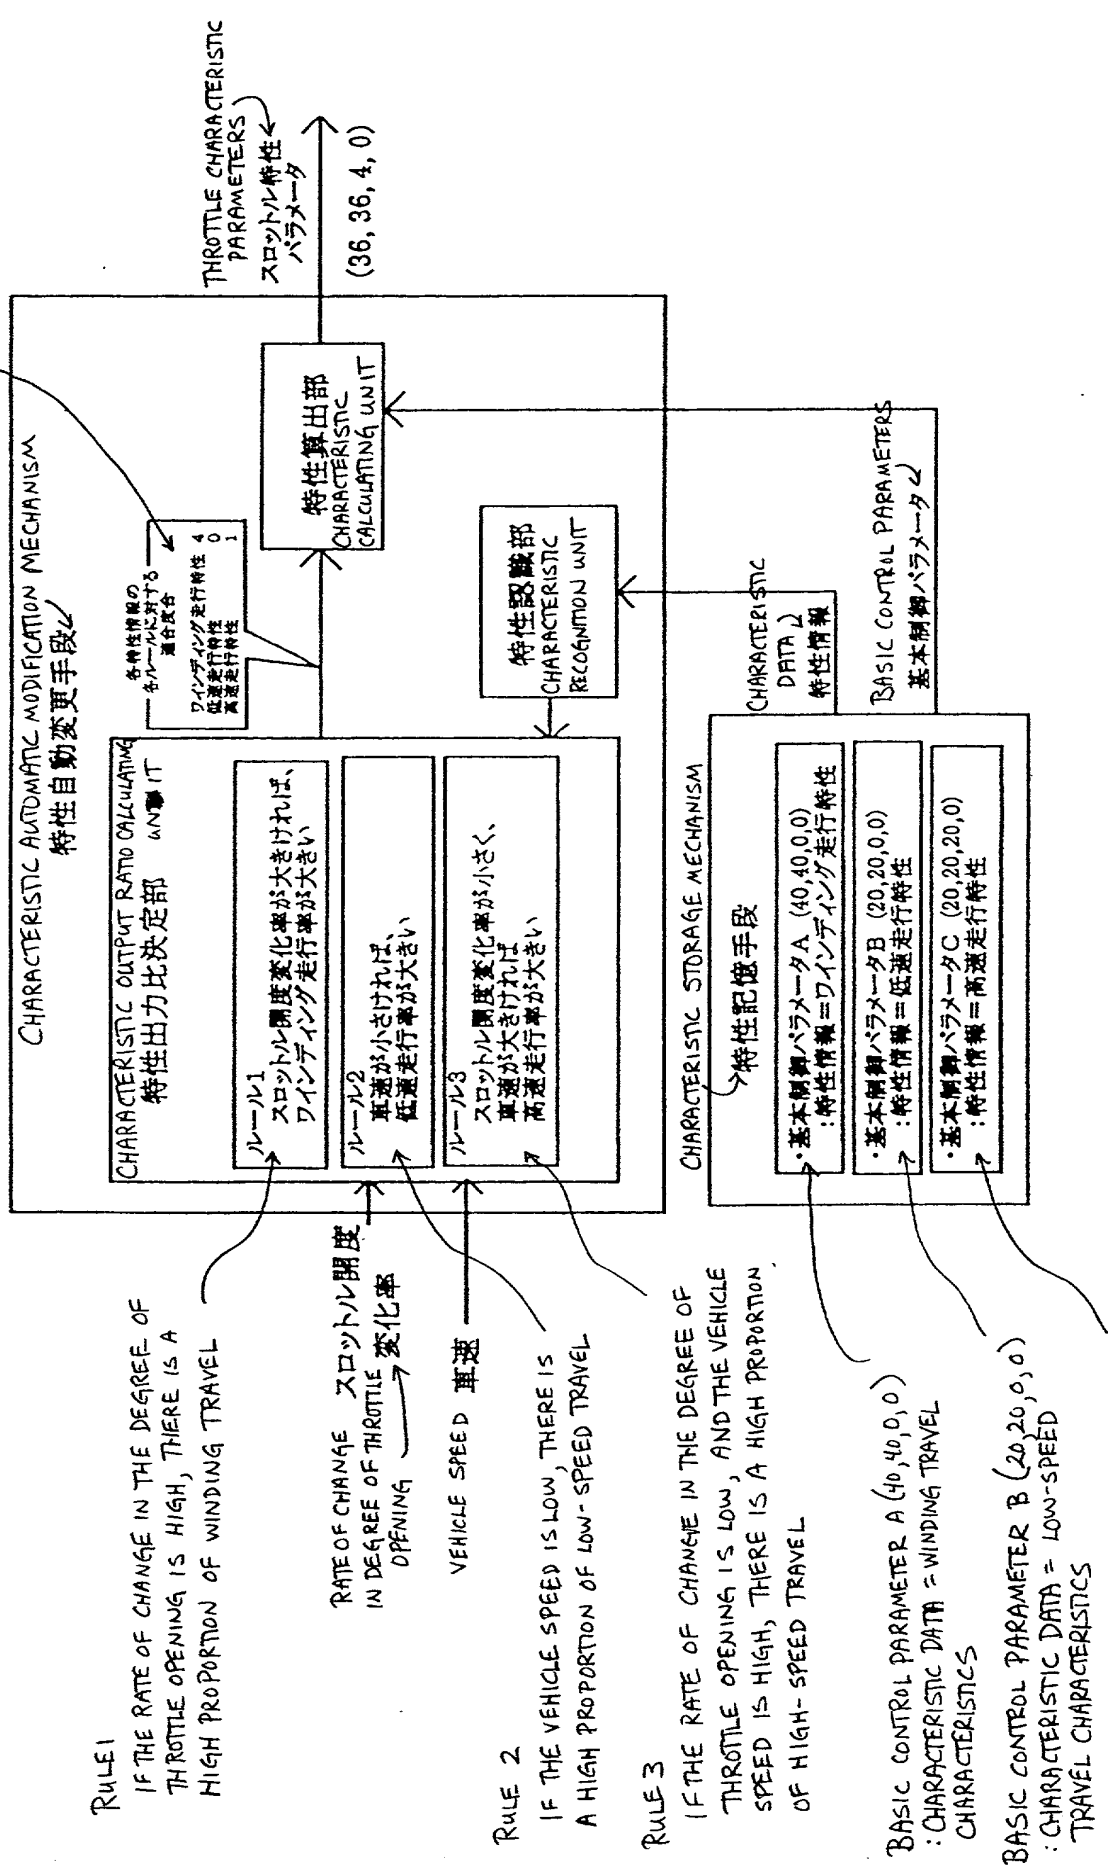 CHARACTERISTIC AUTOMATIC MODIFICATION MECHANISM
特性自動変更手段
CHARACTERISTIC OUTPUT RATIO CALCULATING
UNIT
特性出力比決定部
ルール1
スロットル開度変化率が大きければ、
ワインディング走行率が大きい
ルール2
車速が小さければ、
低速走行率が大きい
ルール3
スロットル開度変化率が小さく、
車速が大きければ
高速走行率が大きい
各特性情報の
各ルールに対する
適合度合
ワインディング走行特性 4
低速走行特性 0
高速走行特性 1
特性算出部
CHARACTERISTIC
CALCULATING UNIT
特性認識部
CHARACTERISTIC
RECOGNITION UNIT
THROTTLE CHARACTERISTIC
PARAMETERS
スロットル特性
パラメータ
(36, 36, 4, 0)
RULE 1
IF THE RATE OF CHANGE IN THE DEGREE OF
THROTTLE OPENING IS HIGH, THERE IS A
HIGH PROPORTION OF WINDING TRAVEL
RATE OF CHANGE
IN DEGREE OF THROTTLE
OPENING
スロットル開度
変化率
VEHICLE SPEED 車速
RULE 2
IF THE VEHICLE SPEED IS LOW, THERE IS
A HIGH PROPORTION OF LOW-SPEED TRAVEL
RULE 3
IF THE RATE OF CHANGE IN THE DEGREE OF
THROTTLE OPENING IS LOW, AND THE VEHICLE
SPEED IS HIGH, THERE IS A HIGH PROPORTION
OF HIGH-SPEED TRAVEL
CHARACTERISTIC STORAGE MECHANISM
特性記憶手段
・基本制御パラメータA (40,40,0,0)
:特性情報=ワインディング走行特性
・基本制御パラメータB (20,20,0,0)
:特性情報=低速走行特性
・基本制御パラメータC (20,20,20,0)
:特性情報=高速走行特性
CHARACTERISTIC
DATA
特性情報
BASIC CONTROL PARAMETERS
基本制御パラメータ
BASIC CONTROL PARAMETER A (40,40,0,0)
: CHARACTERISTIC DATA = WINDING TRAVEL
CHARACTERISTICS
BASIC CONTROL PARAMETER B (20,20,0,0)
: CHARACTERISTIC DATA = LOW-SPEED
TRAVEL CHARACTERISTICS